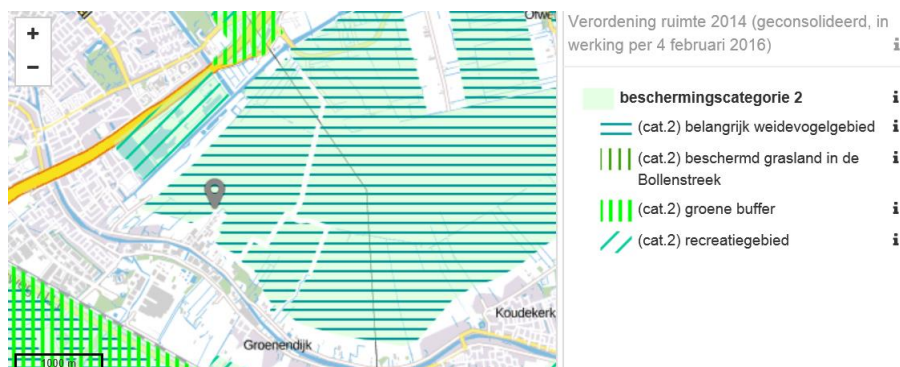 +
−
Verordening ruimte 2014 (geconsolideerd, in
werking per 4 februari 2016)
i
beschermingscategorie 2
i
(cat.2) belangrijk weidevogelgebied
i
(cat.2) beschermd grasland in de
Bollenstreek
i
(cat.2) groene buffer
i
(cat.2) recreatiegebied
i
Koudekerk
Groenendijk
1000 m